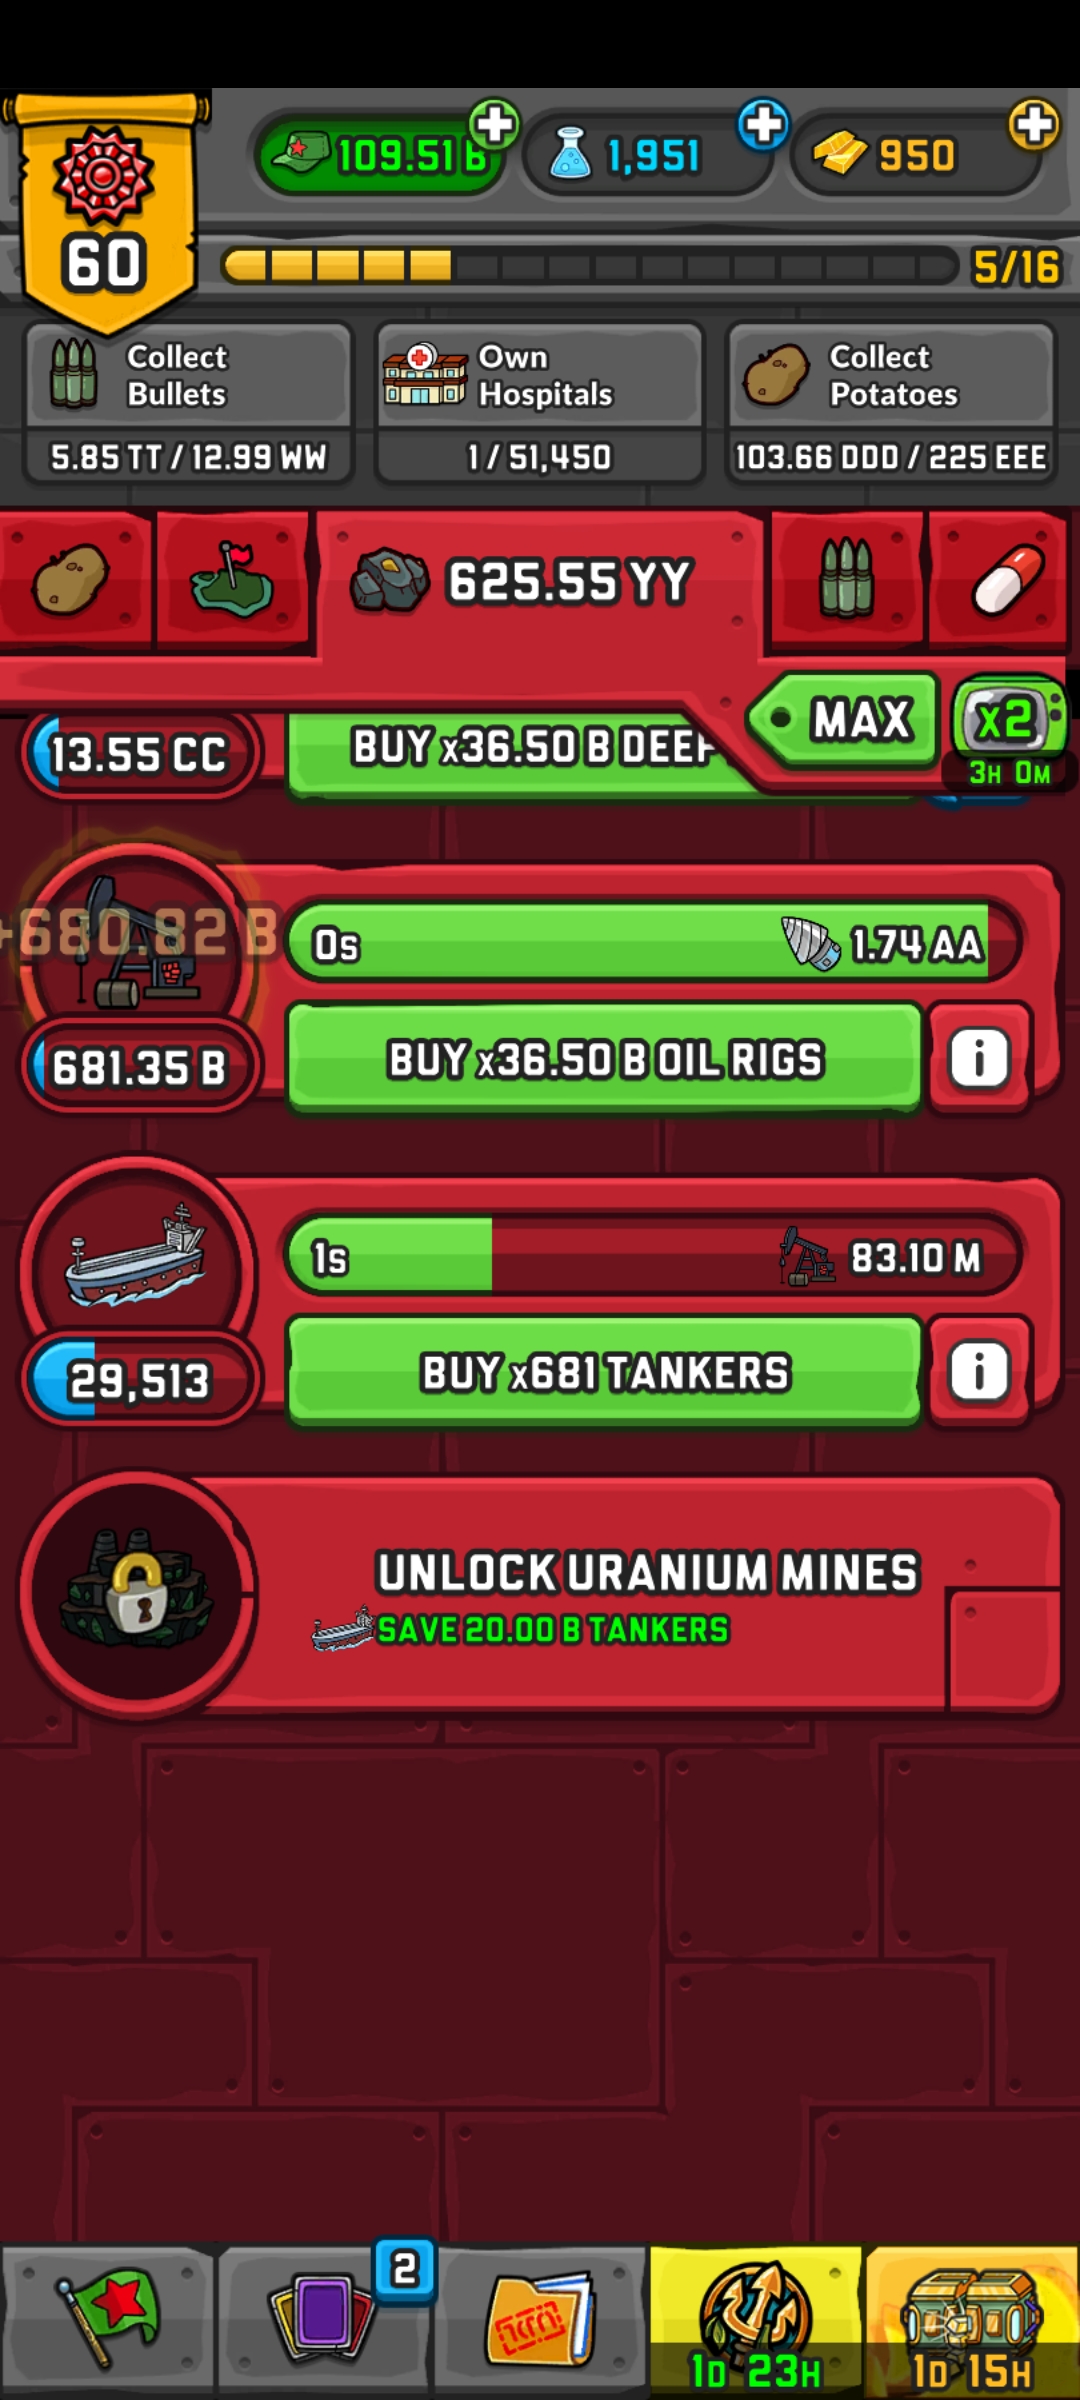 109.51 B
1,951
950
60
5/16
Collect
Bullets
5.85 TT / 12.99 WW
Own
Hospitals
1 / 51,450
Collect
Potatoes
103.66 DDD / 225 EEE
625.55 YY
MAX
x2
3H 0M
13.55 CC
BUY x36.50 B DEEP
+680.82 B
0s
1.74 AA
681.35 B
BUY x36.50 B OIL RIGS
i
1s
83.10 M
29,513
BUY x681 TANKERS
i
UNLOCK URANIUM MINES
SAVE 20.00 B TANKERS
2
1D 23H
1D 15H